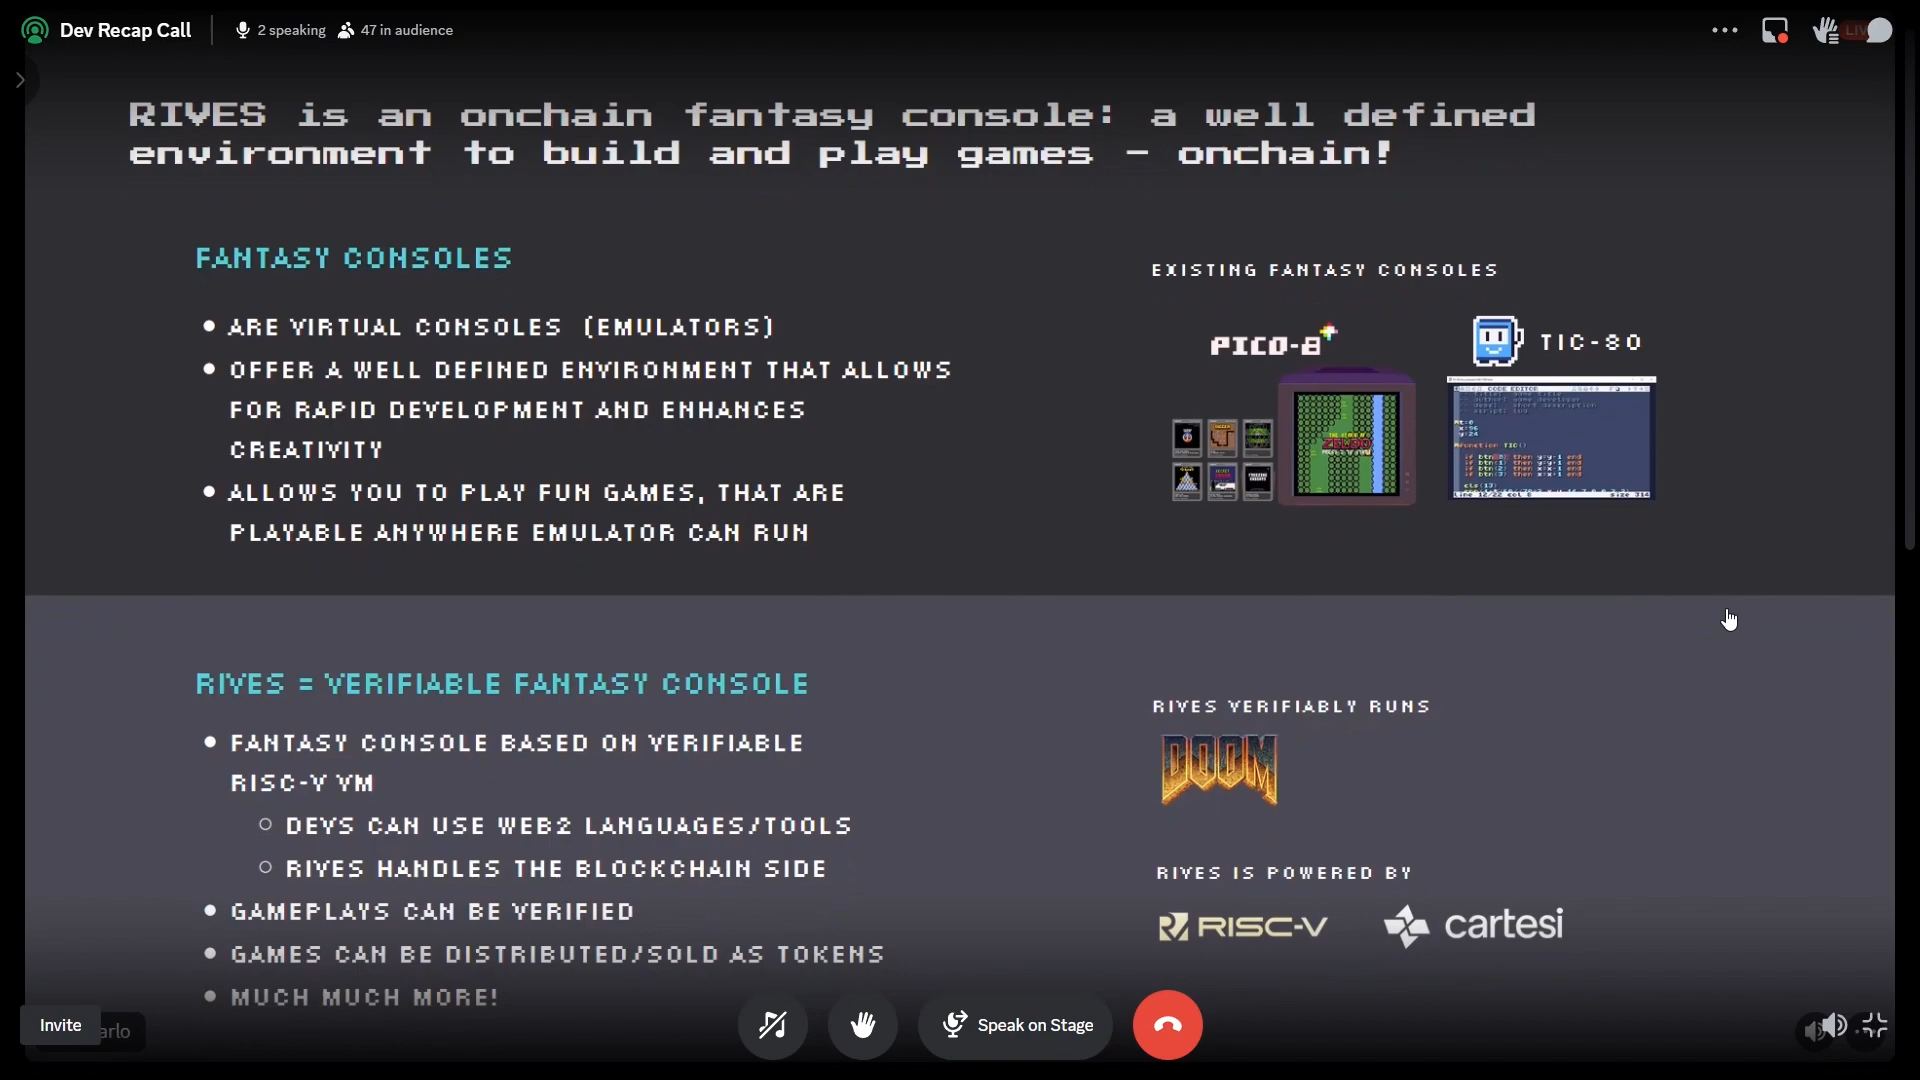 Dev Recap Call
2 speaking
47 in audience
LIV
RIVES is an onchain fantasy console: a well defined
environment to build and play games - onchain!
FANTASY CONSOLES
ARE VIRTUAL CONSOLES (EMULATORS)
OFFER A WELL DEFINED ENVIRONMENT THAT ALLOWS
FOR RAPID DEVELOPMENT AND ENHANCES
CREATIVITY
ALLOWS YOU TO PLAY FUN GAMES, THAT ARE
PLAYABLE ANYWHERE EMULATOR CAN RUN
EXISTING FANTASY CONSOLES
PICO-8
TIC-80
CODE EDITOR
RIVES = VERIFIABLE FANTASY CONSOLE
FANTASY CONSOLE BASED ON VERIFIABLE
RISC-V VM
DEVS CAN USE WEB2 LANGUAGES/TOOLS
RIVES HANDLES THE BLOCKCHAIN SIDE
GAMEPLAYS CAN BE VERIFIED
GAMES CAN BE DISTRIBUTED/SOLD AS TOKENS
MUCH MUCH MORE!
RIVES VERIFIABLY RUNS
DOOM
RIVES IS POWERED BY
RISC-V
cartesi
Invite
arlo
Speak on Stage